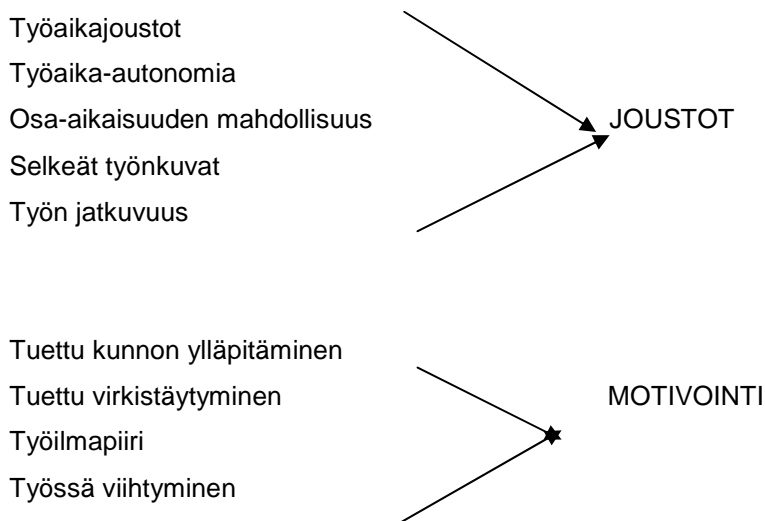 Työaikajoustot
Työaika-autonomia
Osa-aikaisuuden mahdollisuus JOUSTOT
Selkeät työnkuvat
Työn jatkuvuus
Tuettu kunnon ylläpitäminen
Tuettu virkistäytyminen MOTIVOINTI
Työilmapiiri
Työssä viihtyminen